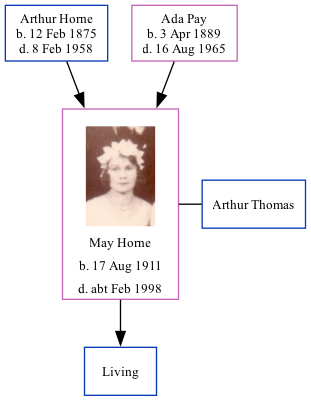 Arthur Horne
b. 12 Feb 1875
d. 8 Feb 1958
Ada Pay
b. 3 Apr 1889
d. 16 Aug 1965
May Horne
b. 17 Aug 1911
d. abt Feb 1998
Arthur Thomas
Living